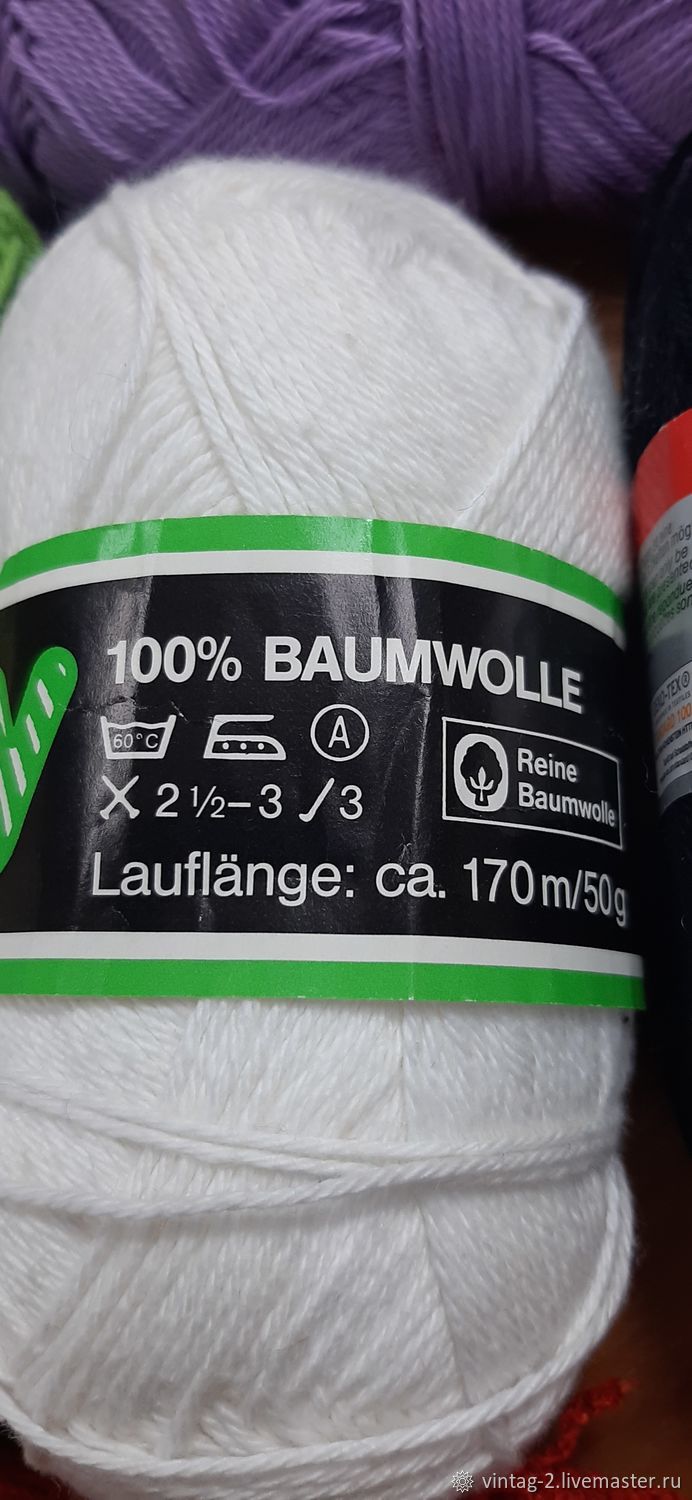 100% BAUMWOLLE
60°C
A
2 ½–3
3
Reine
Baumwolle
Lauflänge: ca. 170 m/50g
vintag-2.livemaster.ru